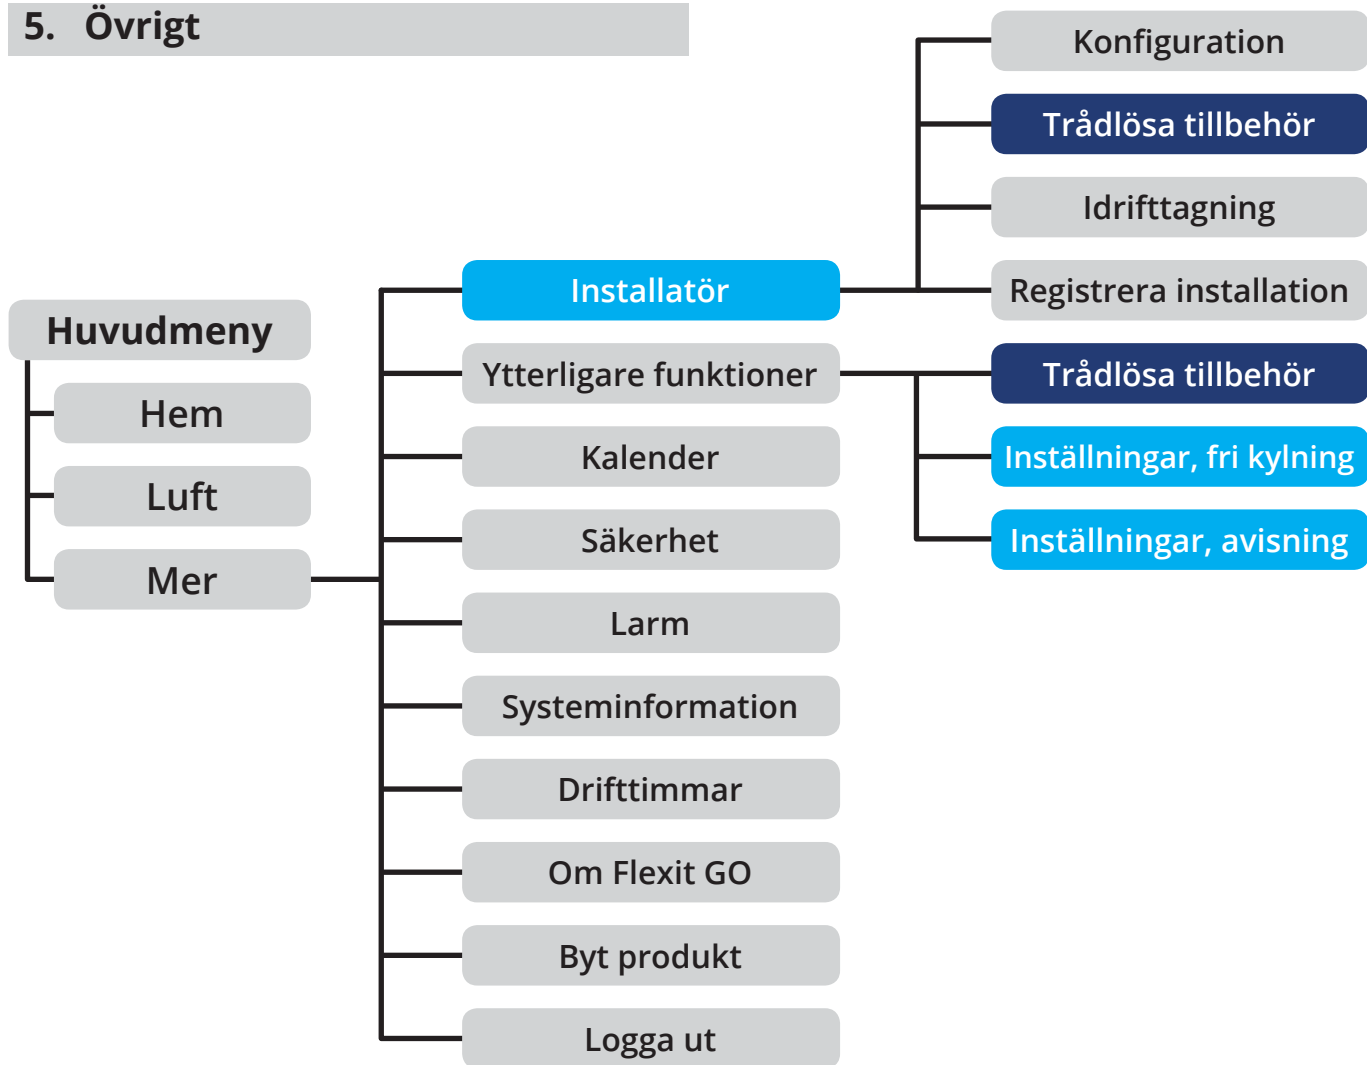 5. Övrigt
Huvudmeny
Hem
Luft
Mer
Installatör
Ytterligare funktioner
Kalender
Säkerhet
Larm
Systeminformation
Drifttimmar
Om Flexit GO
Byt produkt
Logga ut
Konfiguration
Trådlösa tillbehör
Idrifttagning
Registrera installation
Trådlösa tillbehör
Inställningar, fri kylning
Inställningar, avisning